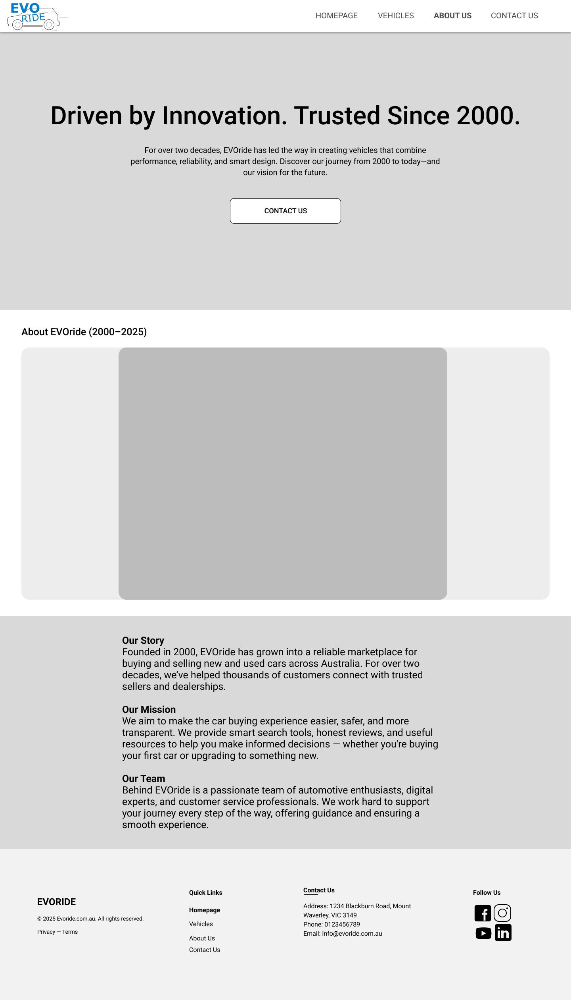 EVO
RIDE
HOMEPAGE VEHICLES ABOUT US CONTACT US
Driven by Innovation. Trusted Since 2000.
For over two decades, EVOride has led the way in creating vehicles that combine
performance, reliability, and smart design. Discover our journey from 2000 to today—and
our vision for the future.
CONTACT US
About EVOride (2000–2025)
Our Story
Founded in 2000, EVOride has grown into a reliable marketplace for
buying and selling new and used cars across Australia. For over two
decades, we’ve helped thousands of customers connect with trusted
sellers and dealerships.
Our Mission
We aim to make the car buying experience easier, safer, and more
transparent. We provide smart search tools, honest reviews, and useful
resources to help you make informed decisions — whether you're buying
your first car or upgrading to something new.
Our Team
Behind EVOride is a passionate team of automotive enthusiasts, digital
experts, and customer service professionals. We work hard to support
your journey every step of the way, offering guidance and ensuring a
smooth experience.
EVORIDE
© 2025 Evoride.com.au. All rights reserved.
Privacy — Terms
Quick Links
Homepage
Vehicles
About Us
Contact Us
Contact Us
Address: 1234 Blackburn Road, Mount
Waverley, VIC 3149
Phone: 0123456789
Email: info@evoride.com.au
Follow Us